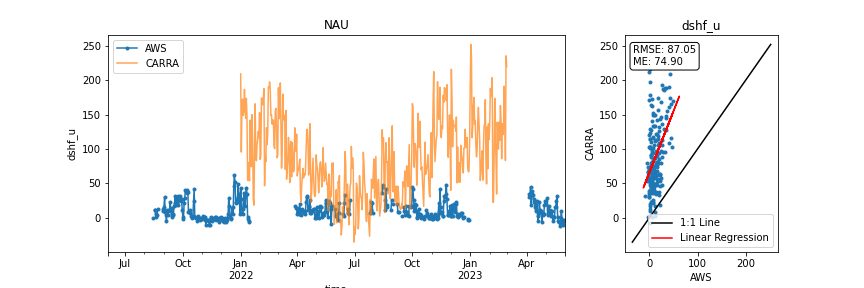 NAU
AWS
CARRA
dshf_u
250
200
150
100
50
0
Jul
Oct
Jan
2022
Apr
Jul
Oct
Jan
2023
Apr
time
dshf_u
RMSE: 87.05
ME: 74.90
CARRA
250
200
150
100
50
0
1:1 Line
Linear Regression
0
100
200
AWS